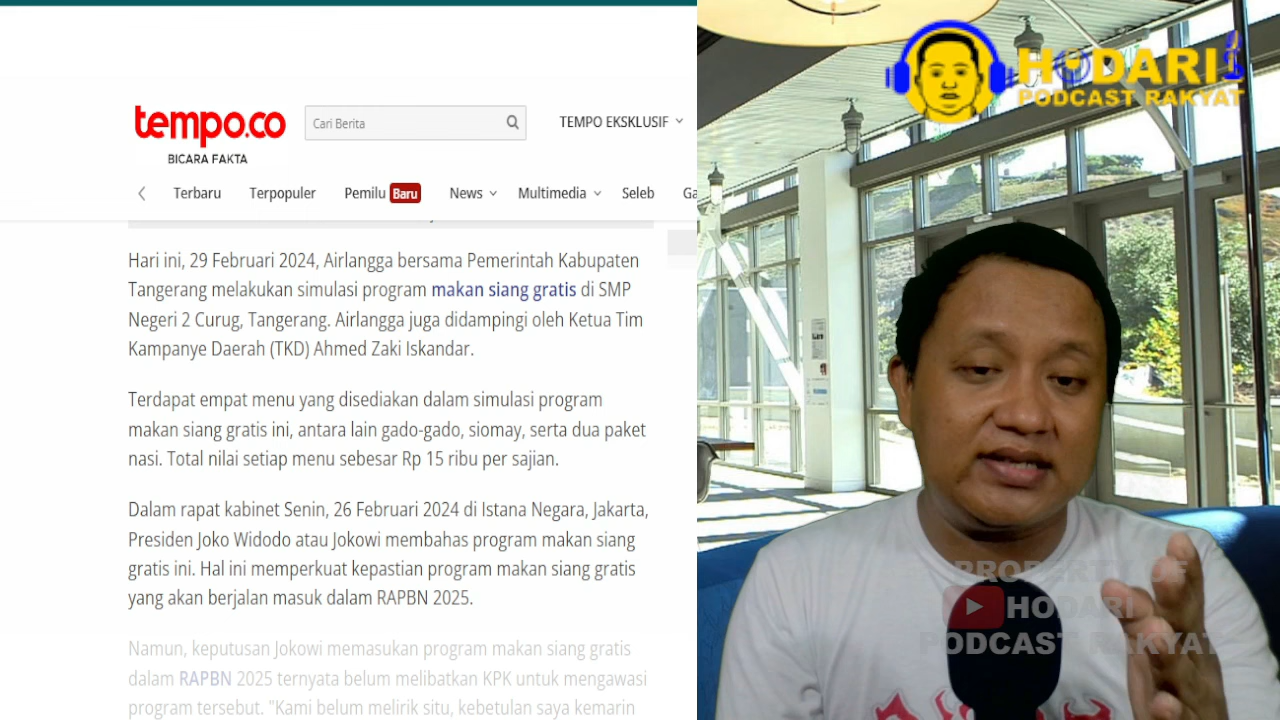 tempo.co
BICARA FAKTA
Cari Berita
TEMPO EKSKLUSIF
Terbaru
Terpopuler
Pemilu Baru
News
Multimedia
Seleb
Hari ini, 29 Februari 2024, Airlangga bersama Pemerintah Kabupaten
Tangerang melakukan simulasi program makan siang gratis di SMP
Negeri 2 Curug, Tangerang. Airlangga juga didampingi oleh Ketua Tim
Kampanye Daerah (TKD) Ahmed Zaki Iskandar.
Terdapat empat menu yang disediakan dalam simulasi program
makan siang gratis ini, antara lain gado-gado, siomay, serta dua paket
nasi. Total nilai setiap menu sebesar Rp 15 ribu per sajian.
Dalam rapat kabinet Senin, 26 Februari 2024 di Istana Negara, Jakarta,
Presiden Joko Widodo atau Jokowi membahas program makan siang
gratis ini. Hal ini memperkuat kepastian program makan siang gratis
yang akan berjalan masuk dalam RAPBN 2025.
Namun, keputusan Jokowi memasukan program makan siang gratis
dalam RAPBN 2025 ternyata belum melibatkan KPK untuk mengawasi
program tersebut. "Kami belum melirik situ, kebetulan saya kemarin
HODARI
PODCAST RAKYAT
PROPERTY OF
HODARI
PODCAST RAKYAT